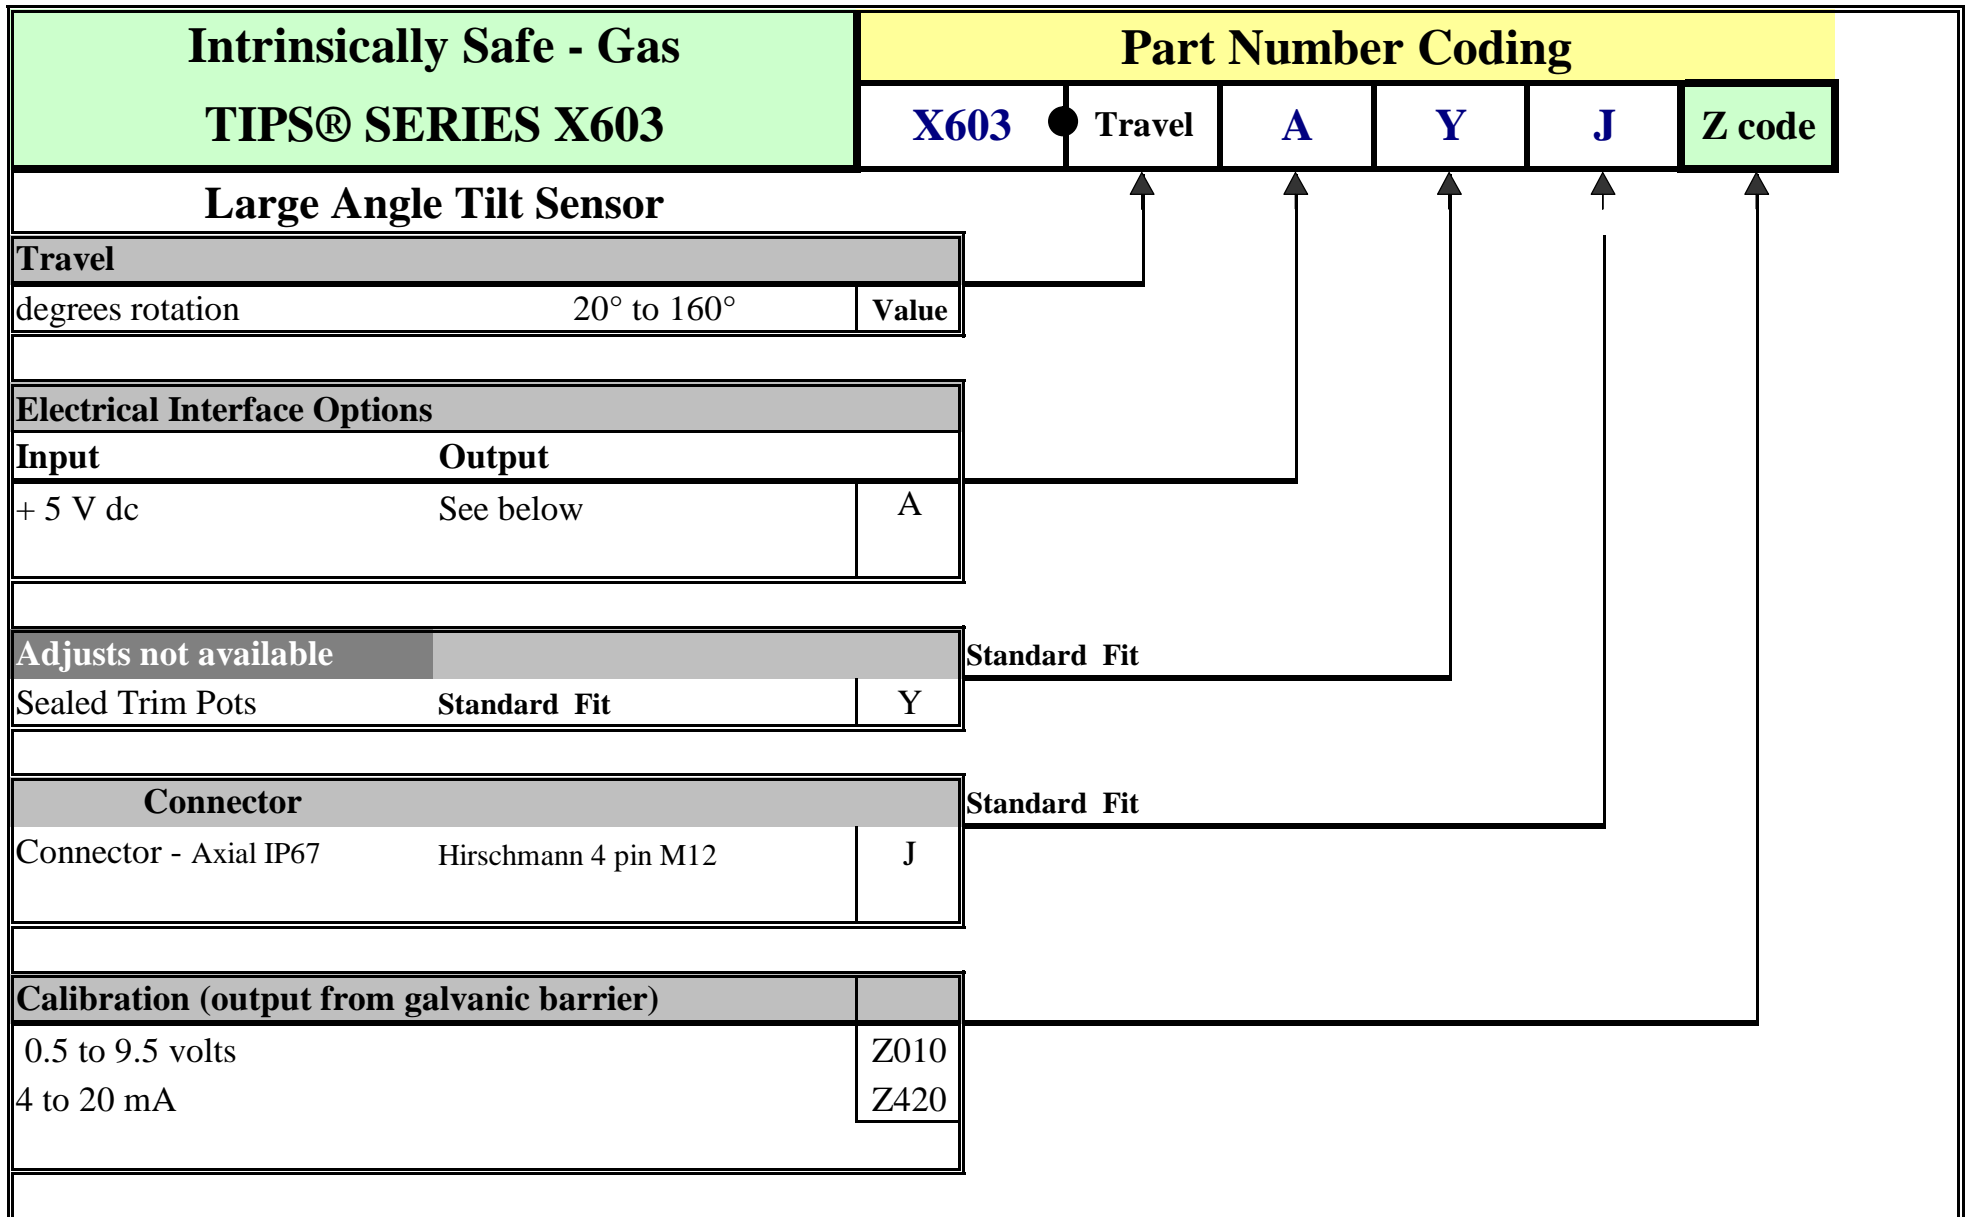 Intrinsically Safe - Gas
TIPS® SERIES X603
Part Number Coding
X603 ● Travel A Y J Z code
Large Angle Tilt Sensor
Travel
degrees rotation 20° to 160° Value
Electrical Interface Options
Input Output
+ 5 V dc See below A
Adjusts not available Standard Fit
Sealed Trim Pots Standard Fit Y
Connector Standard Fit
Connector - Axial IP67 Hirschmann 4 pin M12 J
Calibration (output from galvanic barrier)
0.5 to 9.5 volts Z010
4 to 20 mA Z420